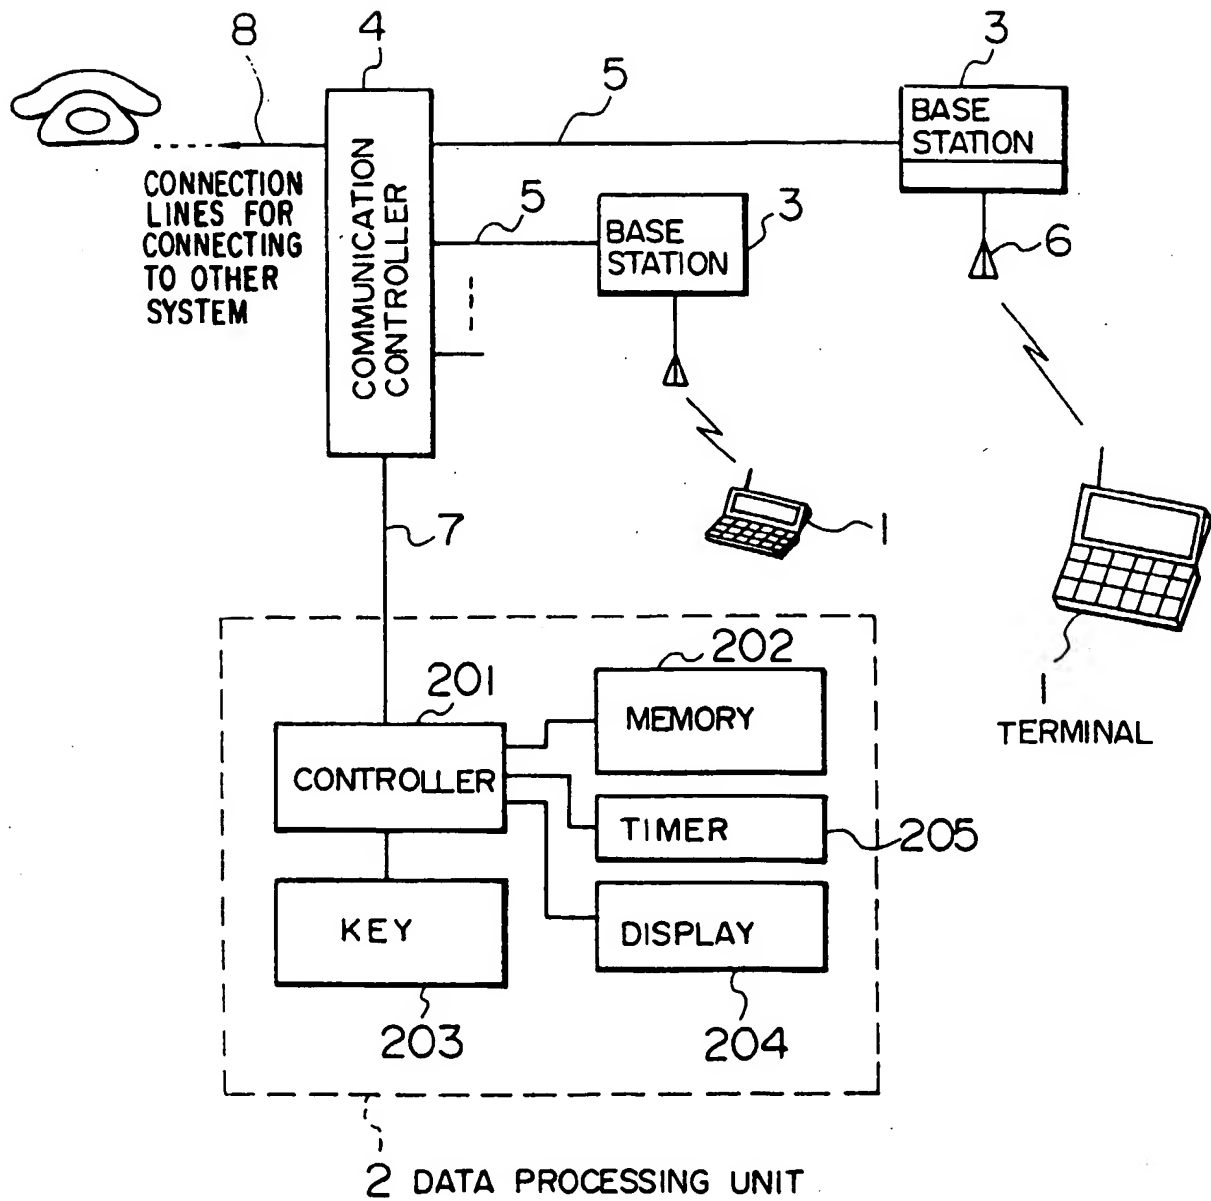 8
4
3
5
BASE
STATION
CONNECTION
LINES FOR
CONNECTING
TO OTHER
SYSTEM
COMMUNICATION
CONTROLLER
5
3
BASE
STATION
6
7
1
1
TERMINAL
201
202
CONTROLLER
MEMORY
TIMER
205
KEY
DISPLAY
203
204
2 DATA PROCESSING UNIT